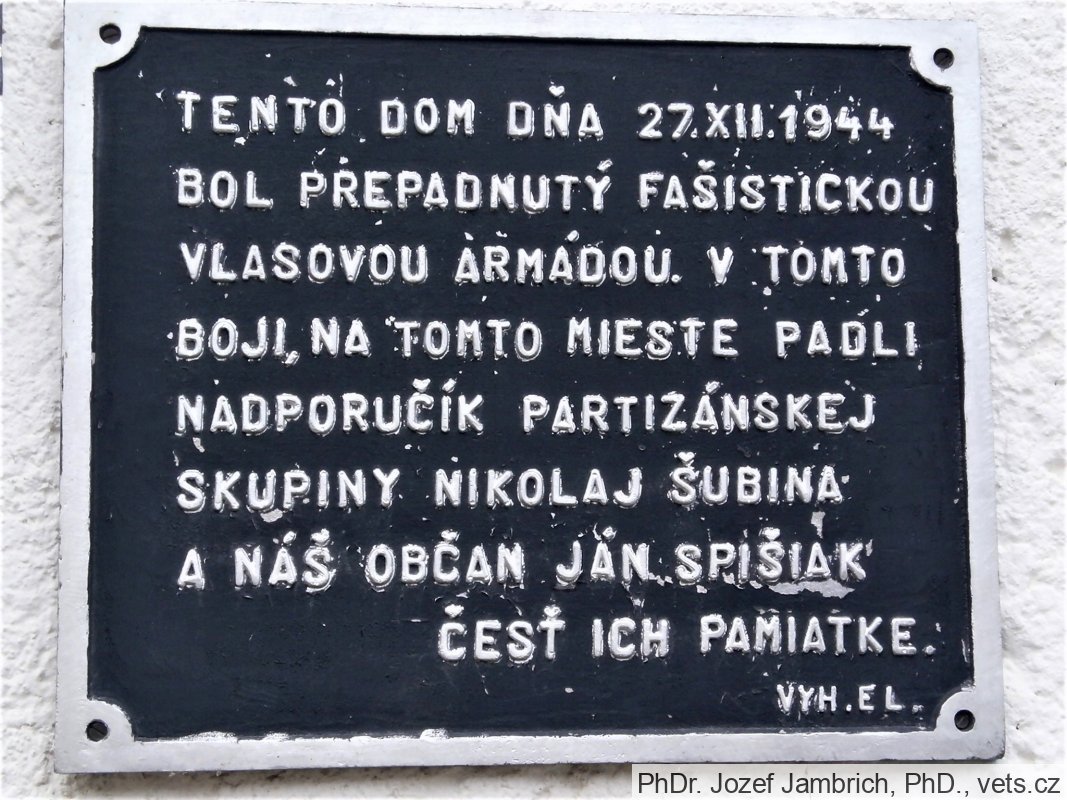 TENTO DOM DŇA 27.XII.1944
BOL PREPADNUTÝ FAŠISTICKOU
VLASOVOU ARMÁDOU. V TOMTO
BOJI, NA TOMTO MIESTE PADLI
NADPORUČÍK PARTIZÁNSKEJ
SKUPINY NIKOLAJ ŠUBINA
A NÁŠ OBČAN JÁN SPIŠIAK
ČESŤ ICH PAMIATKE.
VYH. EL.
PhDr. Jozef Jambrich, PhD., vets.cz